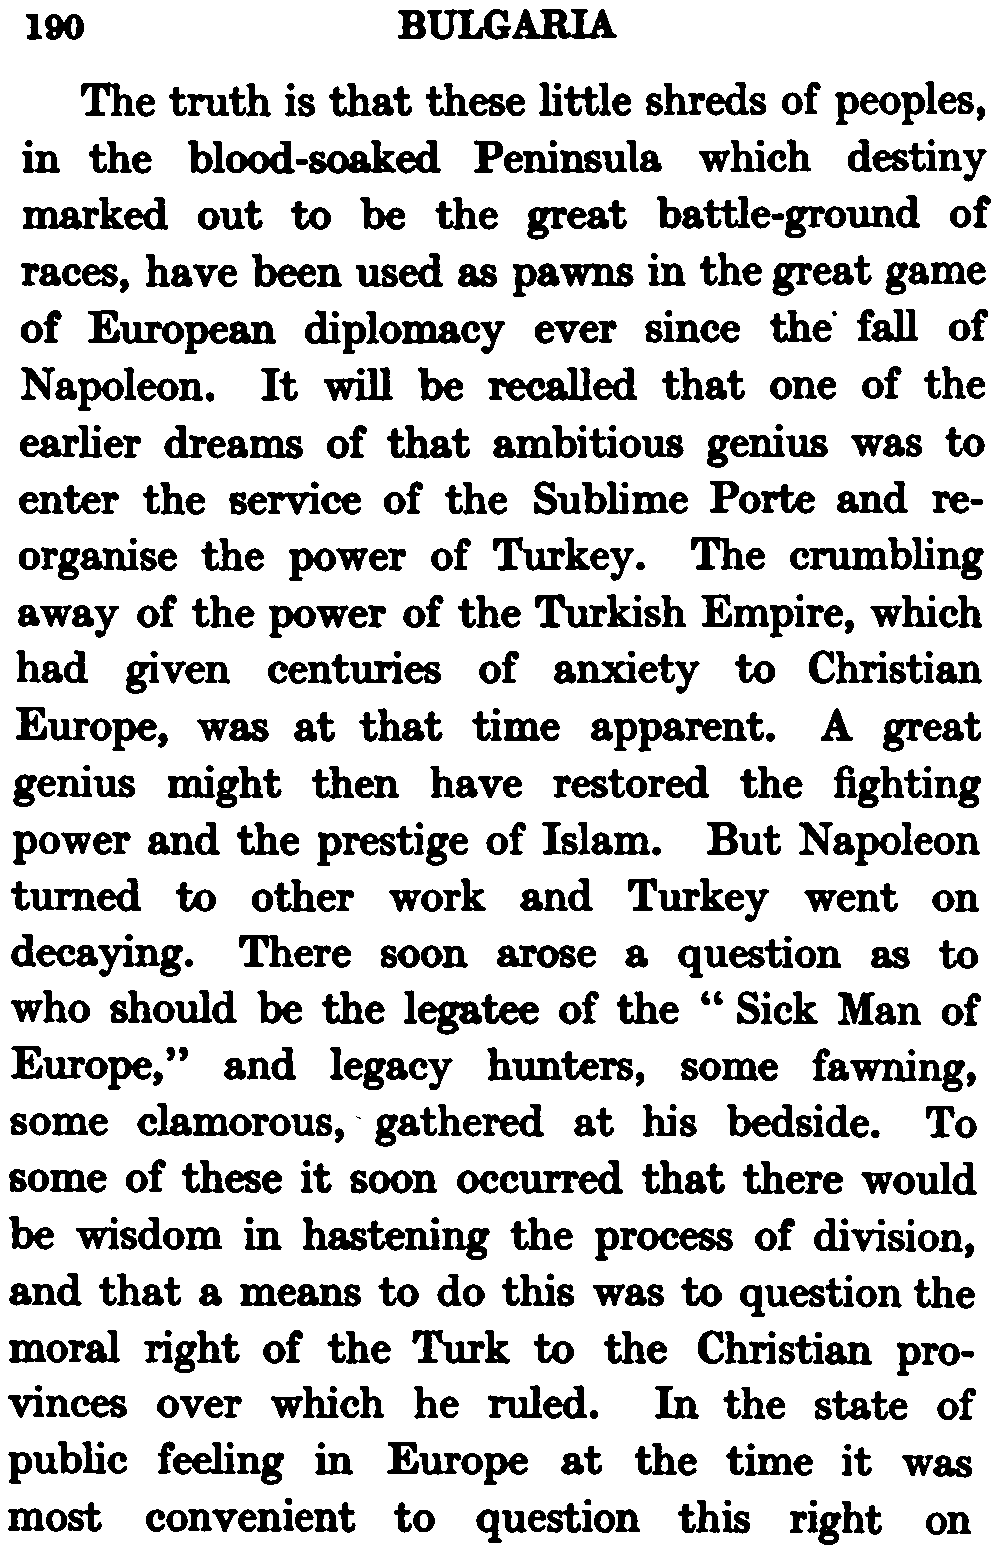 190 BULGARIA
The truth is that these little shreds of peoples,
in the blood-soaked Peninsula which destiny
marked out to be the great battle-ground of
races, have been used as pawns in the great game
of European diplomacy ever since the fall of
Napoleon. It will be recalled that one of the
earlier dreams of that ambitious genius was to
enter the service of the Sublime Porte and re-
organise the power of Turkey. The crumbling
away of the power of the Turkish Empire, which
had given centuries of anxiety to Christian
Europe, was at that time apparent. A great
genius might then have restored the fighting
power and the prestige of Islam. But Napoleon
turned to other work and Turkey went on
decaying. There soon arose a question as to
who should be the legatee of the “ Sick Man of
Europe,” and legacy hunters, some fawning,
some clamorous, gathered at his bedside. To
some of these it soon occurred that there would
be wisdom in hastening the process of division,
and that a means to do this was to question the
moral right of the Turk to the Christian pro-
vinces over which he ruled. In the state of
public feeling in Europe at the time it was
most convenient to question this right on